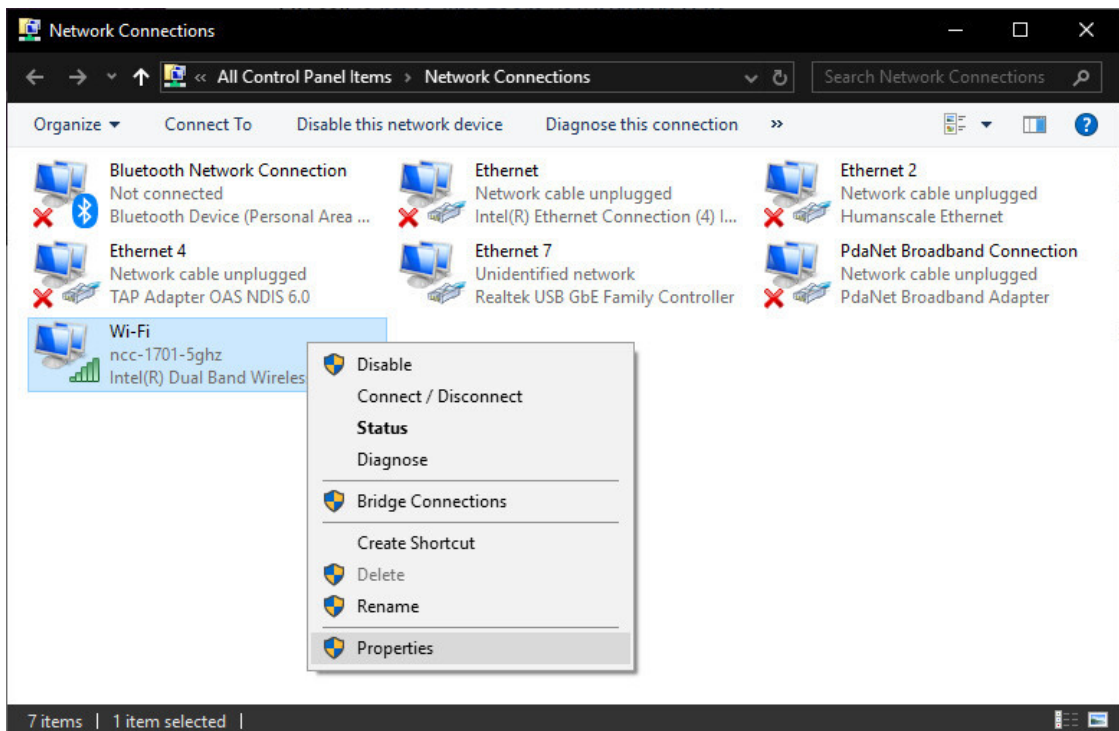 Network Connections
All Control Panel Items > Network Connections
Search Network Connections
Organize
Connect To
Disable this network device
Diagnose this connection
»
Bluetooth Network Connection
Not connected
Bluetooth Device (Personal Area ...
Ethernet
Network cable unplugged
Intel(R) Ethernet Connection (4) I...
Ethernet 2
Network cable unplugged
Humanscale Ethernet
Ethernet 4
Network cable unplugged
TAP Adapter OAS NDIS 6.0
Ethernet 7
Unidentified network
Realtek USB GbE Family Controller
PdaNet Broadband Connection
Network cable unplugged
PdaNet Broadband Adapter
Wi-Fi
ncc-1701-5ghz
Intel(R) Dual Band Wireles
Disable
Connect / Disconnect
Status
Diagnose
Bridge Connections
Create Shortcut
Delete
Rename
Properties
7 items | 1 item selected |